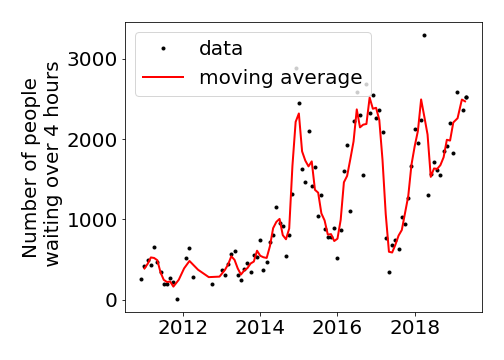 data
moving average
Number of people
waiting over 4 hours
3000
2000
1000
0
2012
2014
2016
2018